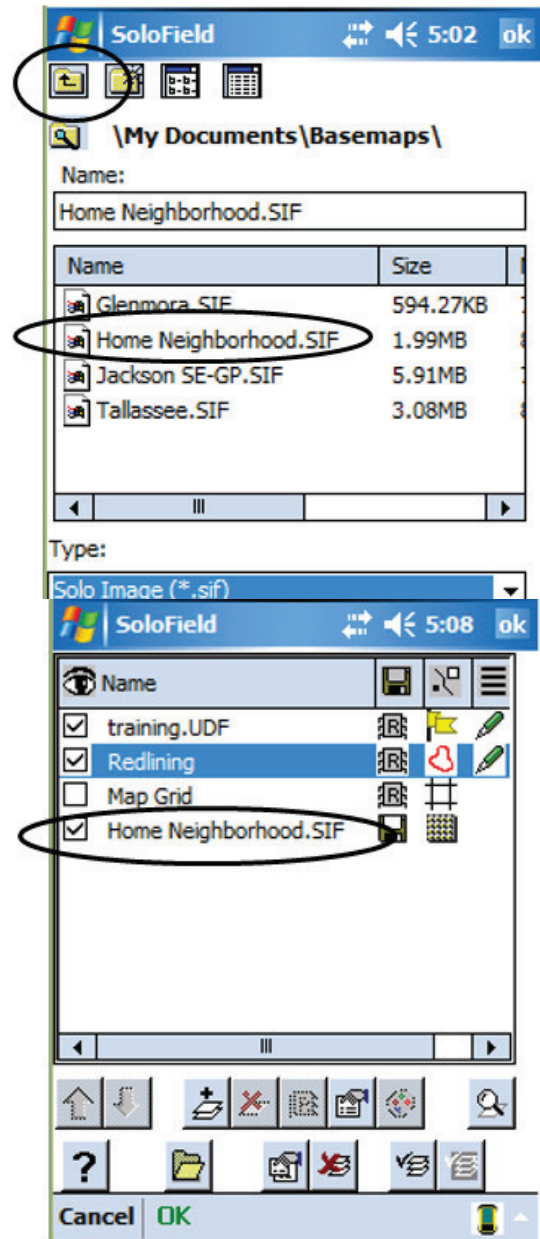 SoloField 5:02 ok
\My Documents\Basemaps\
Name:
Home Neighborhood.SIF
Name Size
Glenmora.SIF 594.27KB
Home Neighborhood.SIF 1.99MB
Jackson SE-GP.SIF 5.91MB
Tallassee.SIF 3.08MB
Type:
Solo Image (*.sif)
SoloField 5:08 ok
Name
training.UDF R
Redlining R
Map Grid R
Home Neighborhood.SIF
?
Cancel OK